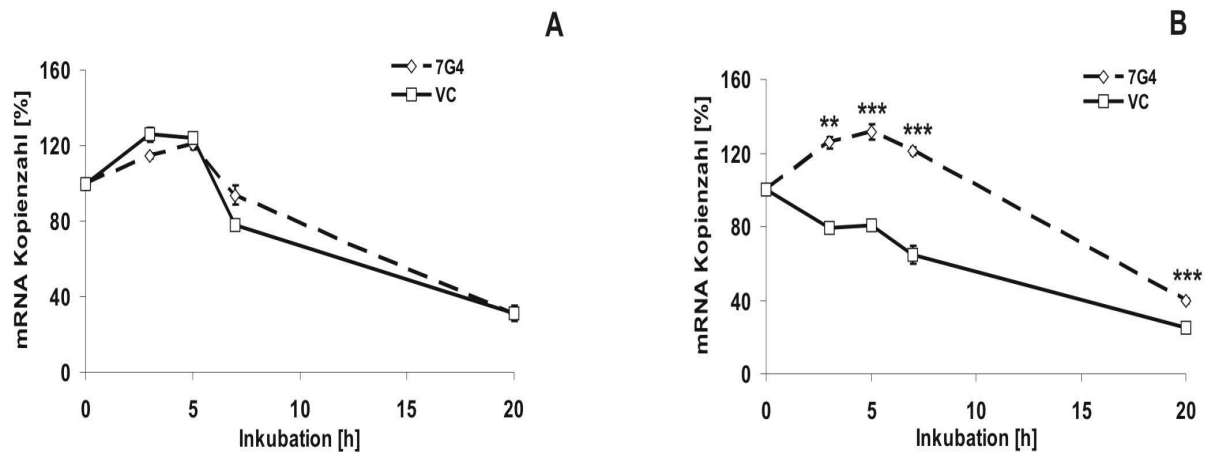 A
7G4
VC
mRNA Kopienzahl [%]
160
120
80
40
0
0 5 10 15 20
Inkubation [h]
B
7G4
VC
mRNA Kopienzahl [%]
160
120
80
40
0
** *** *** ***
0 5 10 15 20
Inkubation [h]